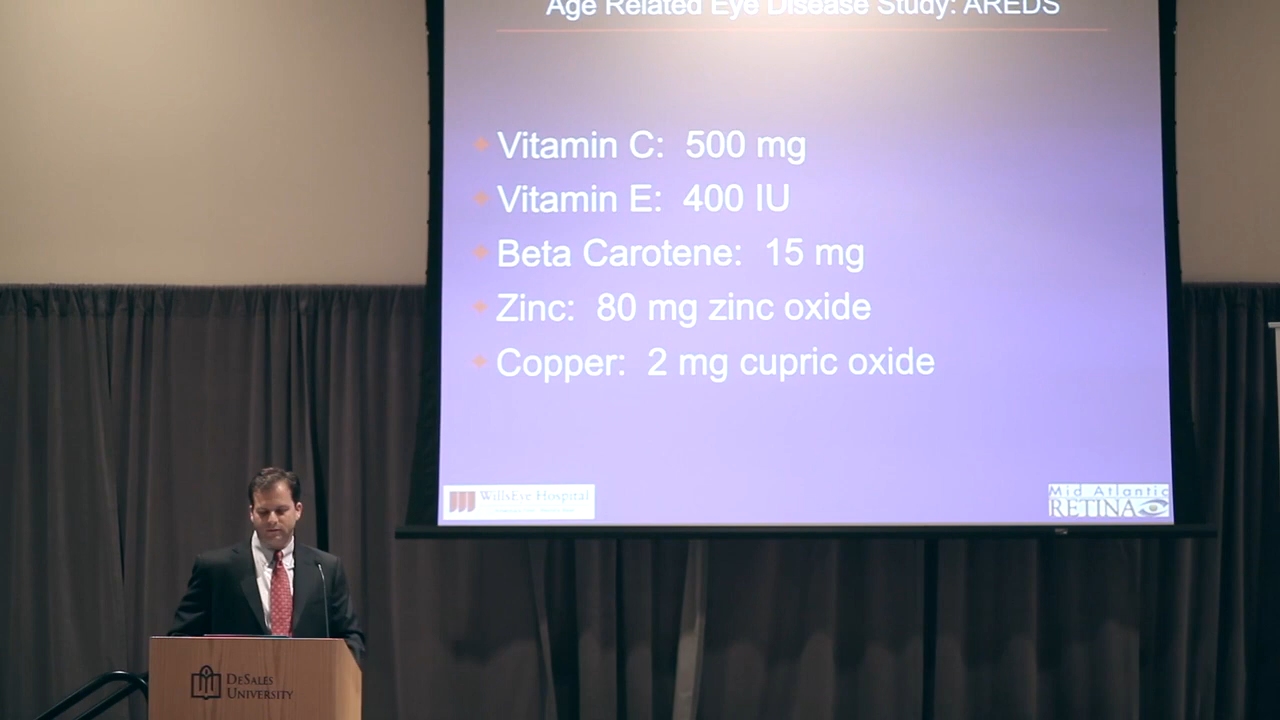 Age Related Eye Disease Study: AREDS
Vitamin C: 500 mg
Vitamin E: 400 IU
Beta Carotene: 15 mg
Zinc: 80 mg zinc oxide
Copper: 2 mg cupric oxide
WillsEye Hospital
Mid Atlantic
RETINA
DESALES
UNIVERSITY